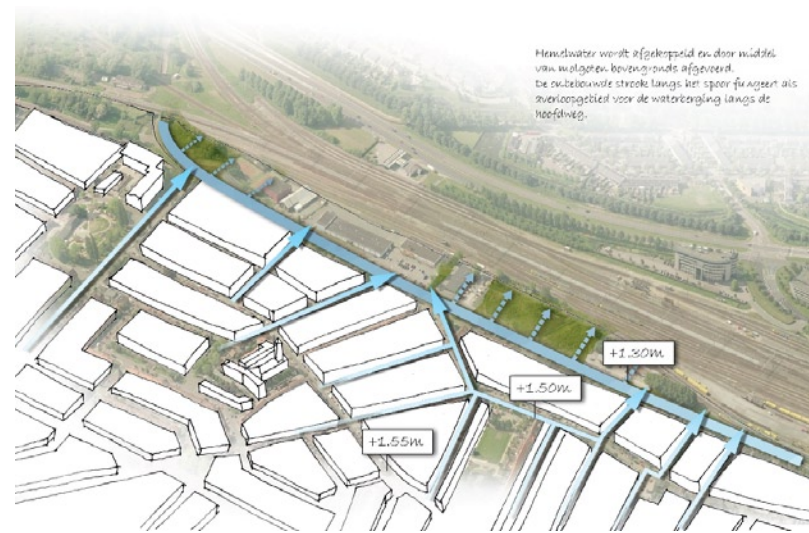 Hemelwater wordt afgekoppeld en door middel
van molgoten bovengronds afgevoerd.
De onbebouwde strook langs het spoor fungeert als
overloopgebied voor de waterberging langs de
hoofdweg.
+1.30m
+1.50m
+1.55m